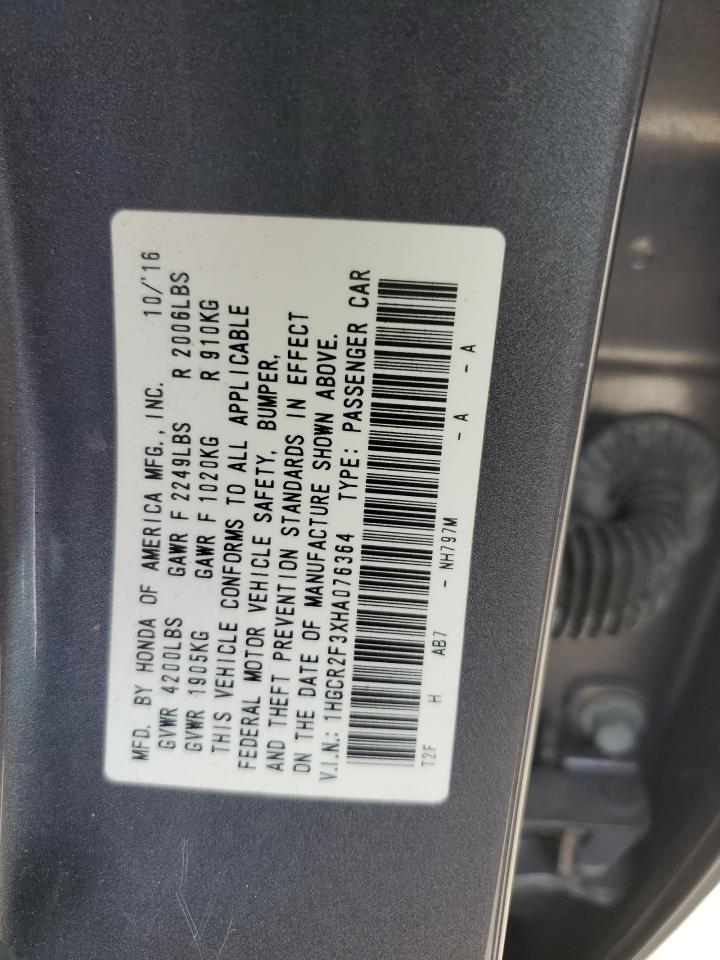 MFD. BY HONDA OF AMERICA MFG., INC. 10/'16
GVWR 4200LBS GAWR F 2249LBS R 2006LBS
GVWR 1905KG GAWR F 1020KG R 910KG
THIS VEHICLE CONFORMS TO ALL APPLICABLE
FEDERAL MOTOR VEHICLE SAFETY, BUMPER,
AND THEFT PREVENTION STANDARDS IN EFFECT
ON THE DATE OF MANUFACTURE SHOWN ABOVE.
V.I.N.: 1HGCR2F3XHA076364 TYPE: PASSENGER CAR
T2F H AB7 - NH797M - A - A